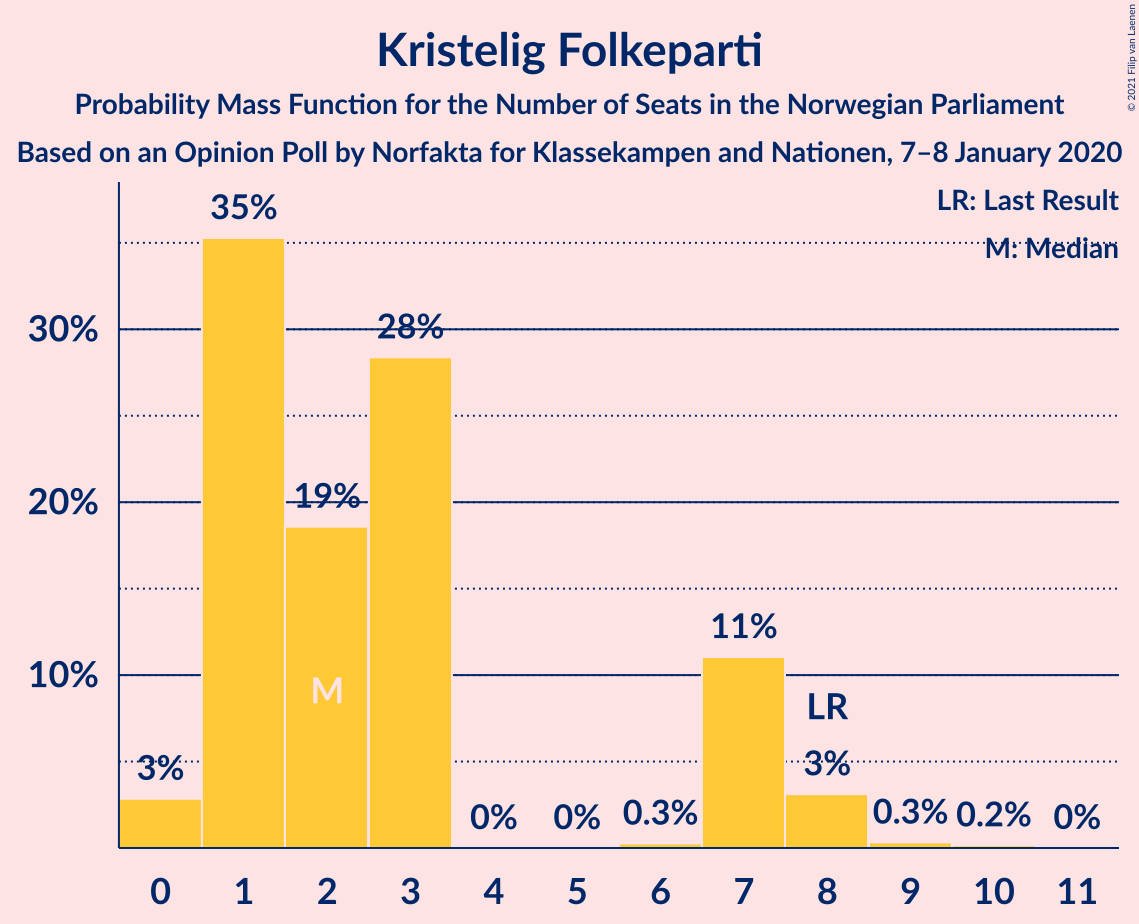 Kristelig Folkeparti
Probability Mass Function for the Number of Seats in the Norwegian Parliament
Based on an Opinion Poll by Norfakta for Klassekampen and Nationen, 7–8 January 2020
© 2021 Filip van Laenen
LR: Last Result
M: Median
35%
30%
28%
20%
19%
11%
10%
M
LR
3%
3%
0%
0%
0.3%
0.3%
0.2%
0%
0 1 2 3 4 5 6 7 8 9 10 11